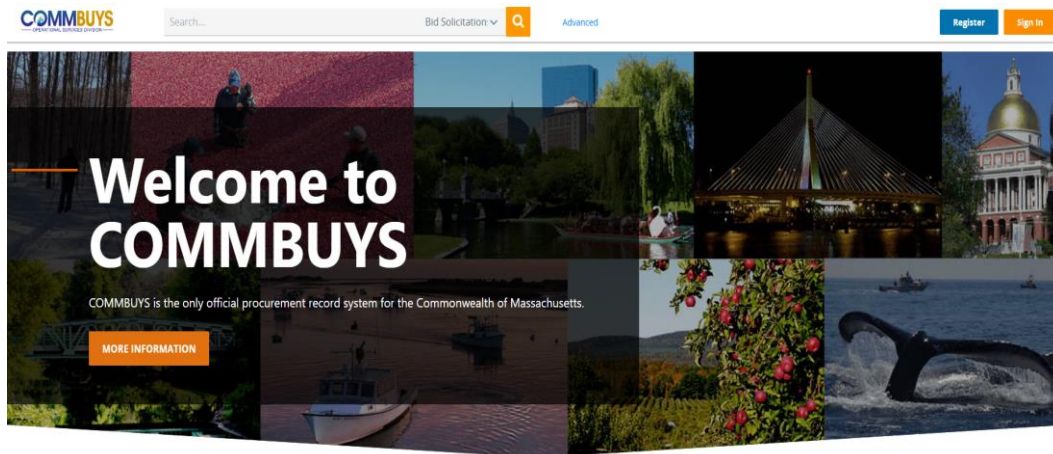 COMMBUYS
OPERATIONAL SERVICES DIVISION
Search...
Bid Solicitation:
Advanced
Register
Sign In
Welcome to
COMMBUYS
COMMBUYS is the only official procurement record system for the Commonwealth of Massachusetts.
MORE INFORMATION